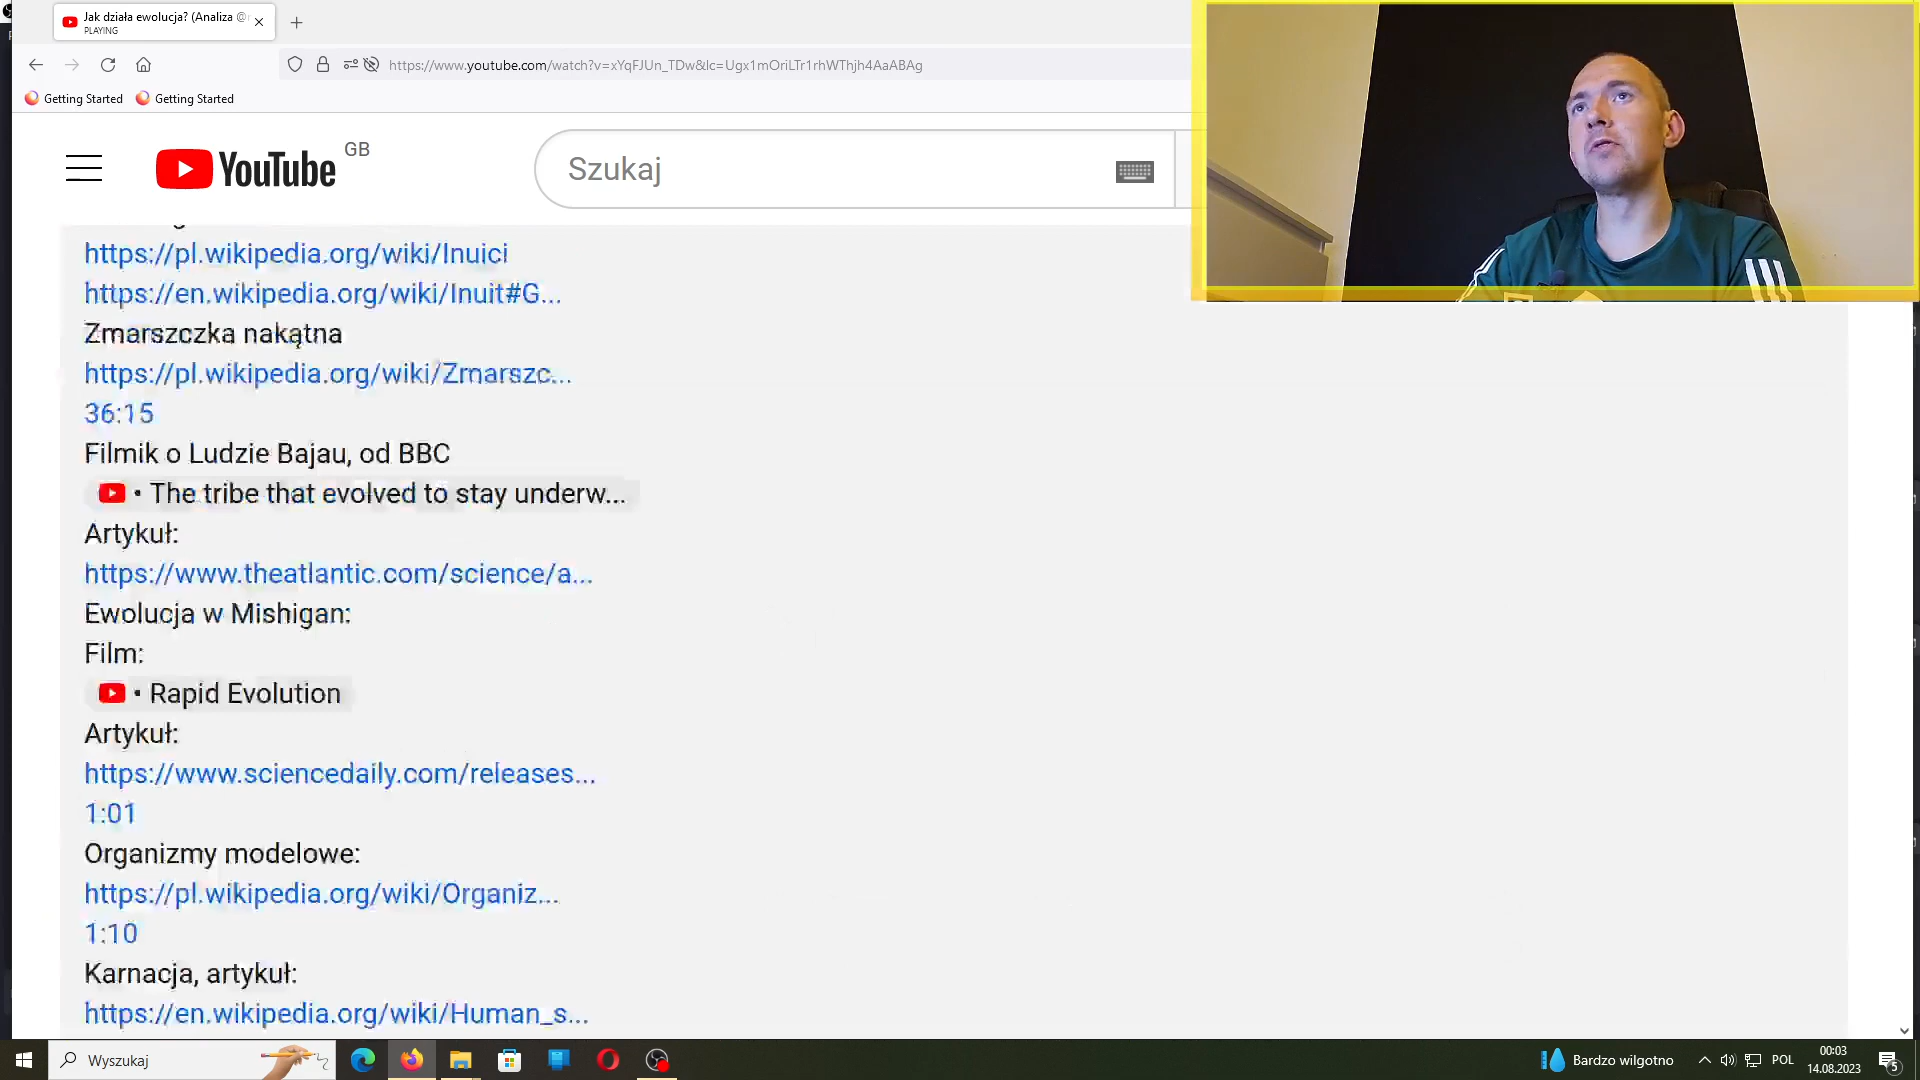 Jak działa ewolucja? (Analiza @
PLAYING
https://www.youtube.com/watch?v=xYqFJUn_TDw&lc=Ugx1mOriLTr1rhWThjh4AaABAg
Getting Started
Getting Started
YouTube
GB
Szukaj
https://pl.wikipedia.org/wiki/Inuici
https://en.wikipedia.org/wiki/Inuit#G...
Zmarszczka nakątna
https://pl.wikipedia.org/wiki/Zmarszc...
36:15
Filmik o Ludzie Bajau, od BBC
• The tribe that evolved to stay underw...
Artykuł:
https://www.theatlantic.com/science/a...
Ewolucja w Mishigan:
Film:
• Rapid Evolution
Artykuł:
https://www.sciencedaily.com/releases...
1:01
Organizmy modelowe:
https://pl.wikipedia.org/wiki/Organiz...
1:10
Karnacja, artykuł:
https://en.wikipedia.org/wiki/Human_s...
Wyszukaj
Bardzo wilgotno
POL
00:03
14.08.2023
5